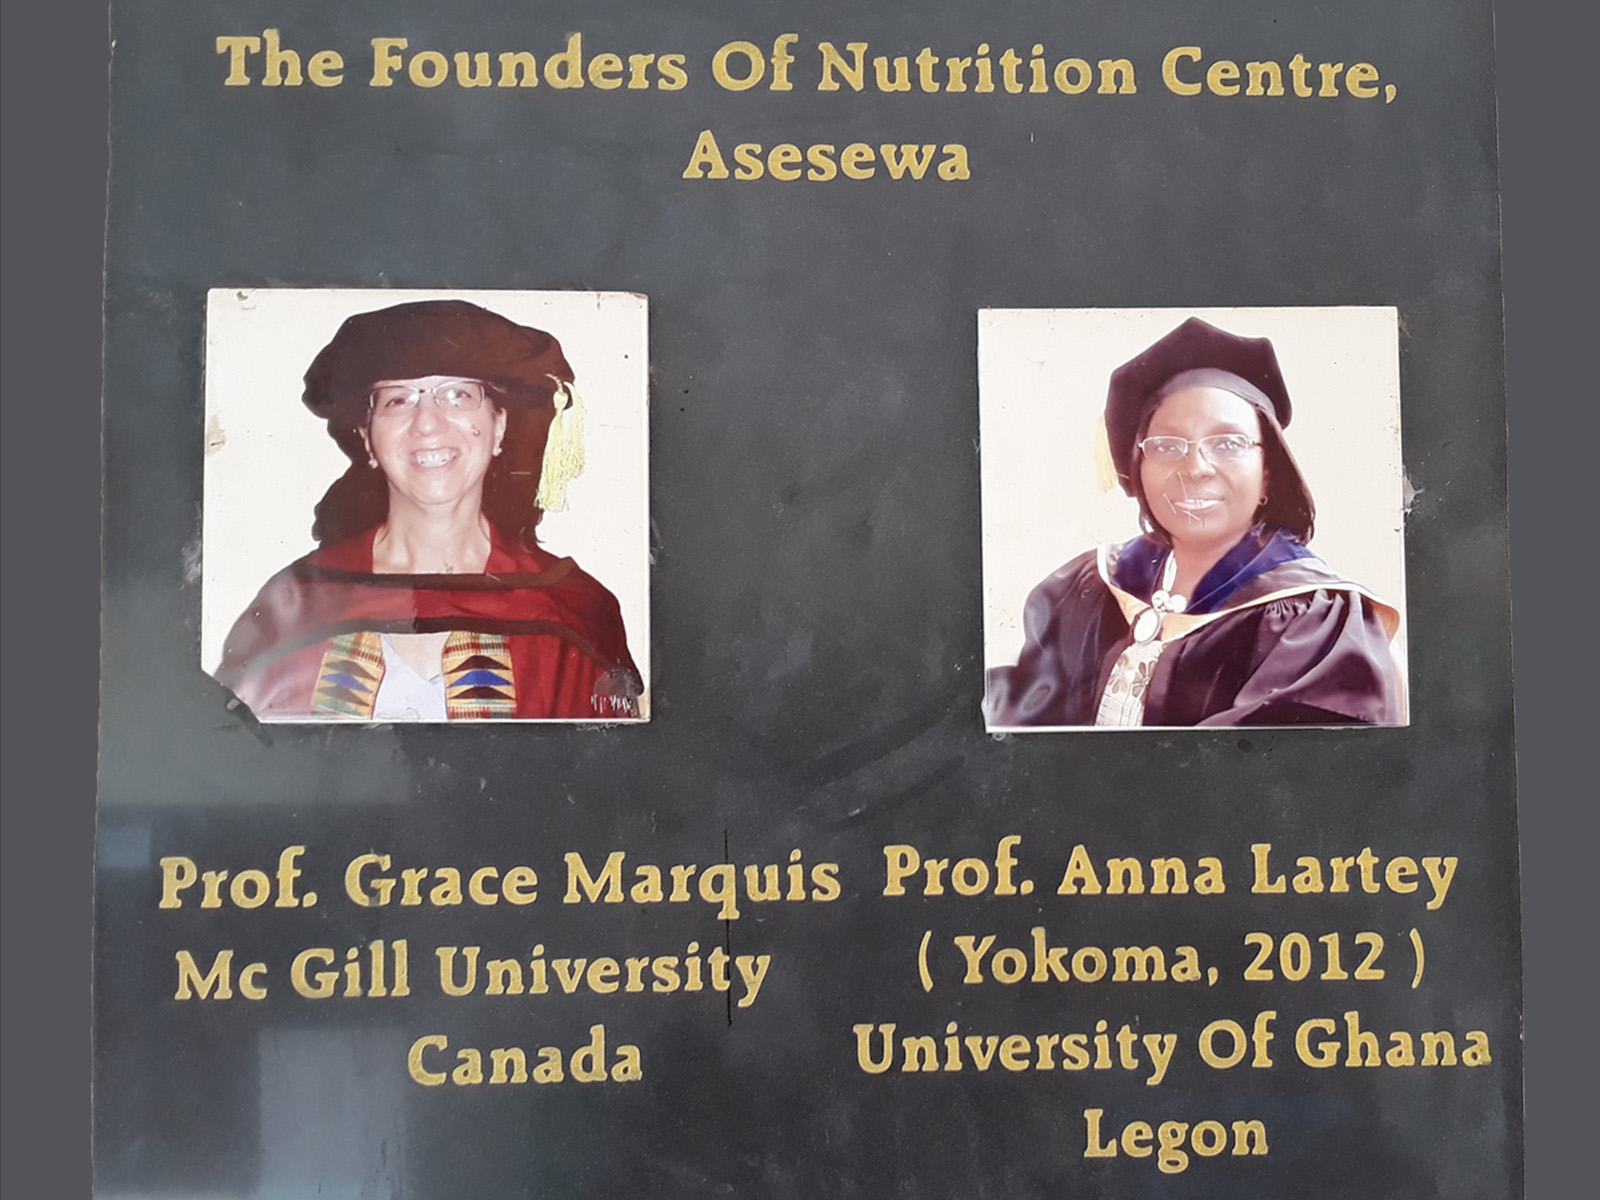 The Founders Of Nutrition Centre,
Asesewa
Prof. Grace Marquis
Mc Gill University
Canada
Prof. Anna Lartey
( Yokoma, 2012 )
University Of Ghana
Legon